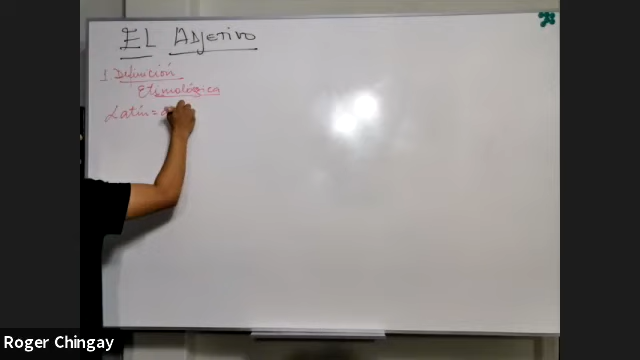 EL ADJETIVO
1. Definición
Etimológica
Latín =
Roger Chingay